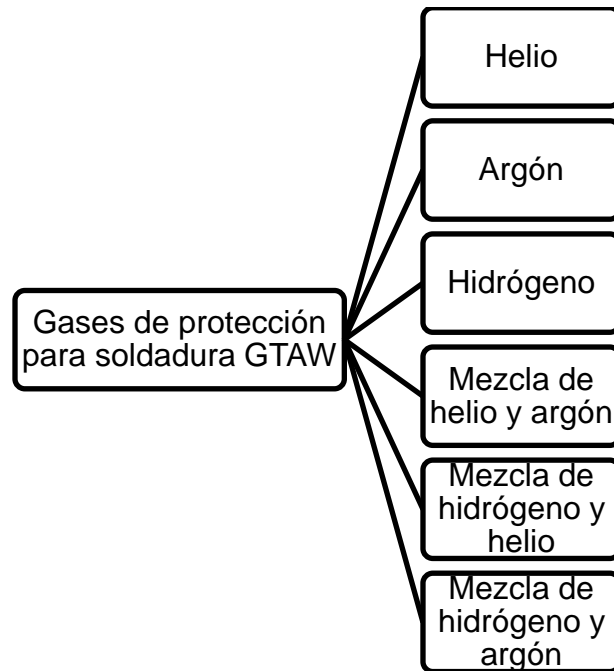 Gases de protección
para soldadura GTAW
Helio
Argón
Hidrógeno
Mezcla de
helio y argón
Mezcla de
hidrógeno y
helio
Mezcla de
hidrógeno y
argón